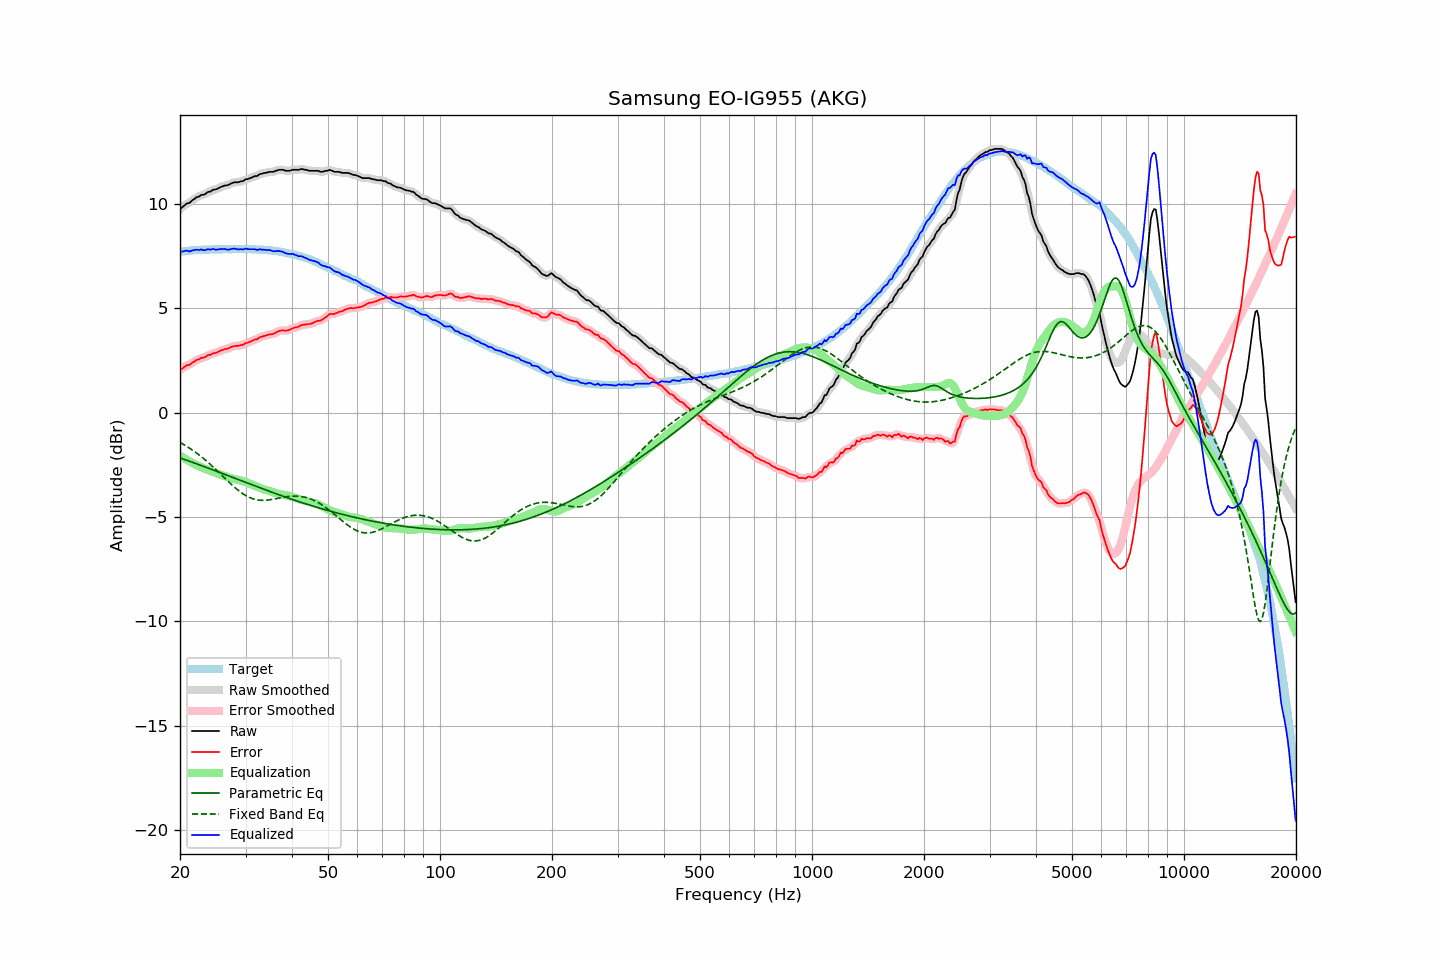 Samsung EO-IG955 (AKG)
Amplitude (dBr)
10
5
0
−5
−10
−15
−20
Target
Raw Smoothed
Error Smoothed
Raw
Error
Equalization
Parametric Eq
Fixed Band Eq
Equalized
20
50
100
200
500
1000
2000
5000
10000
20000
Frequency (Hz)